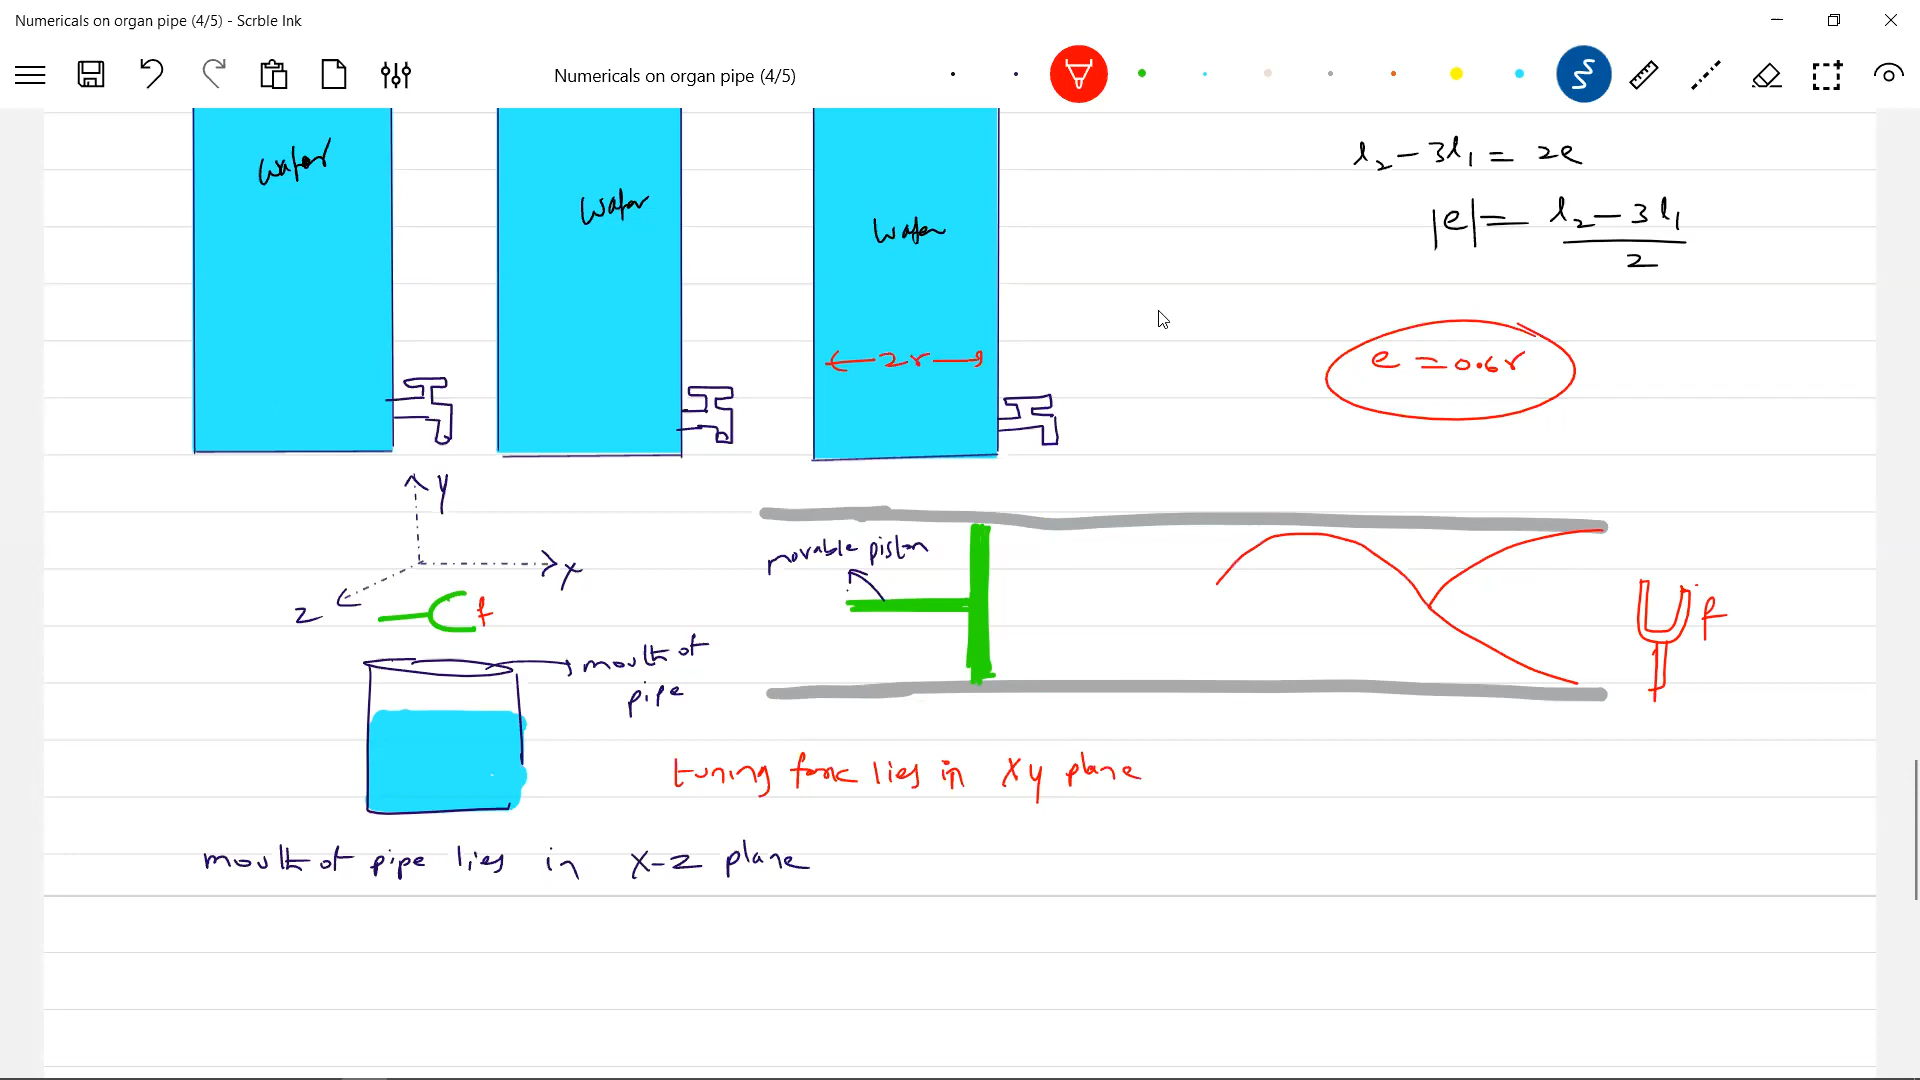 Numericals on organ pipe (4/5) - Scrble Ink
Numericals on organ pipe (4/5)
water
water
water
l₂ - 3l₁ = 2e
|e| = (l₂ - 3l₁)/2
e = 0.6r
2r
y
x
z
f
movable piston
f
mouth of
pipe
tuning fork lies in xy plane
mouth of pipe lies in x-z plane